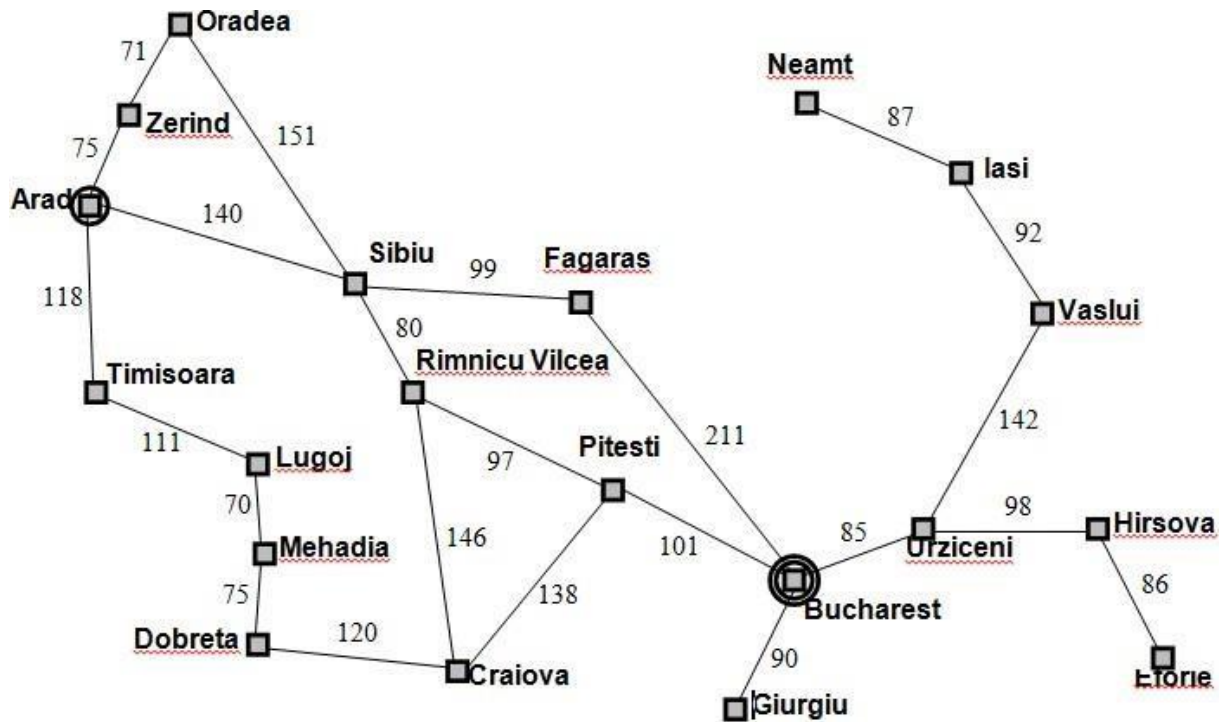 Oradea
71
Neamt
87
Zerind
151
75
Iasi
Arad
140
92
Sibiu
Fagaras
99
118
Vaslui
80
Rimnicu Vilcea
Timisoara
142
211
111
Pitesti
Lugoj
97
70
98
Hirsova
85
Urziceni
146
Mehadia
101
86
75
138
Bucharest
Dobreta
120
90
Craiova
Eforie
Giurgiu